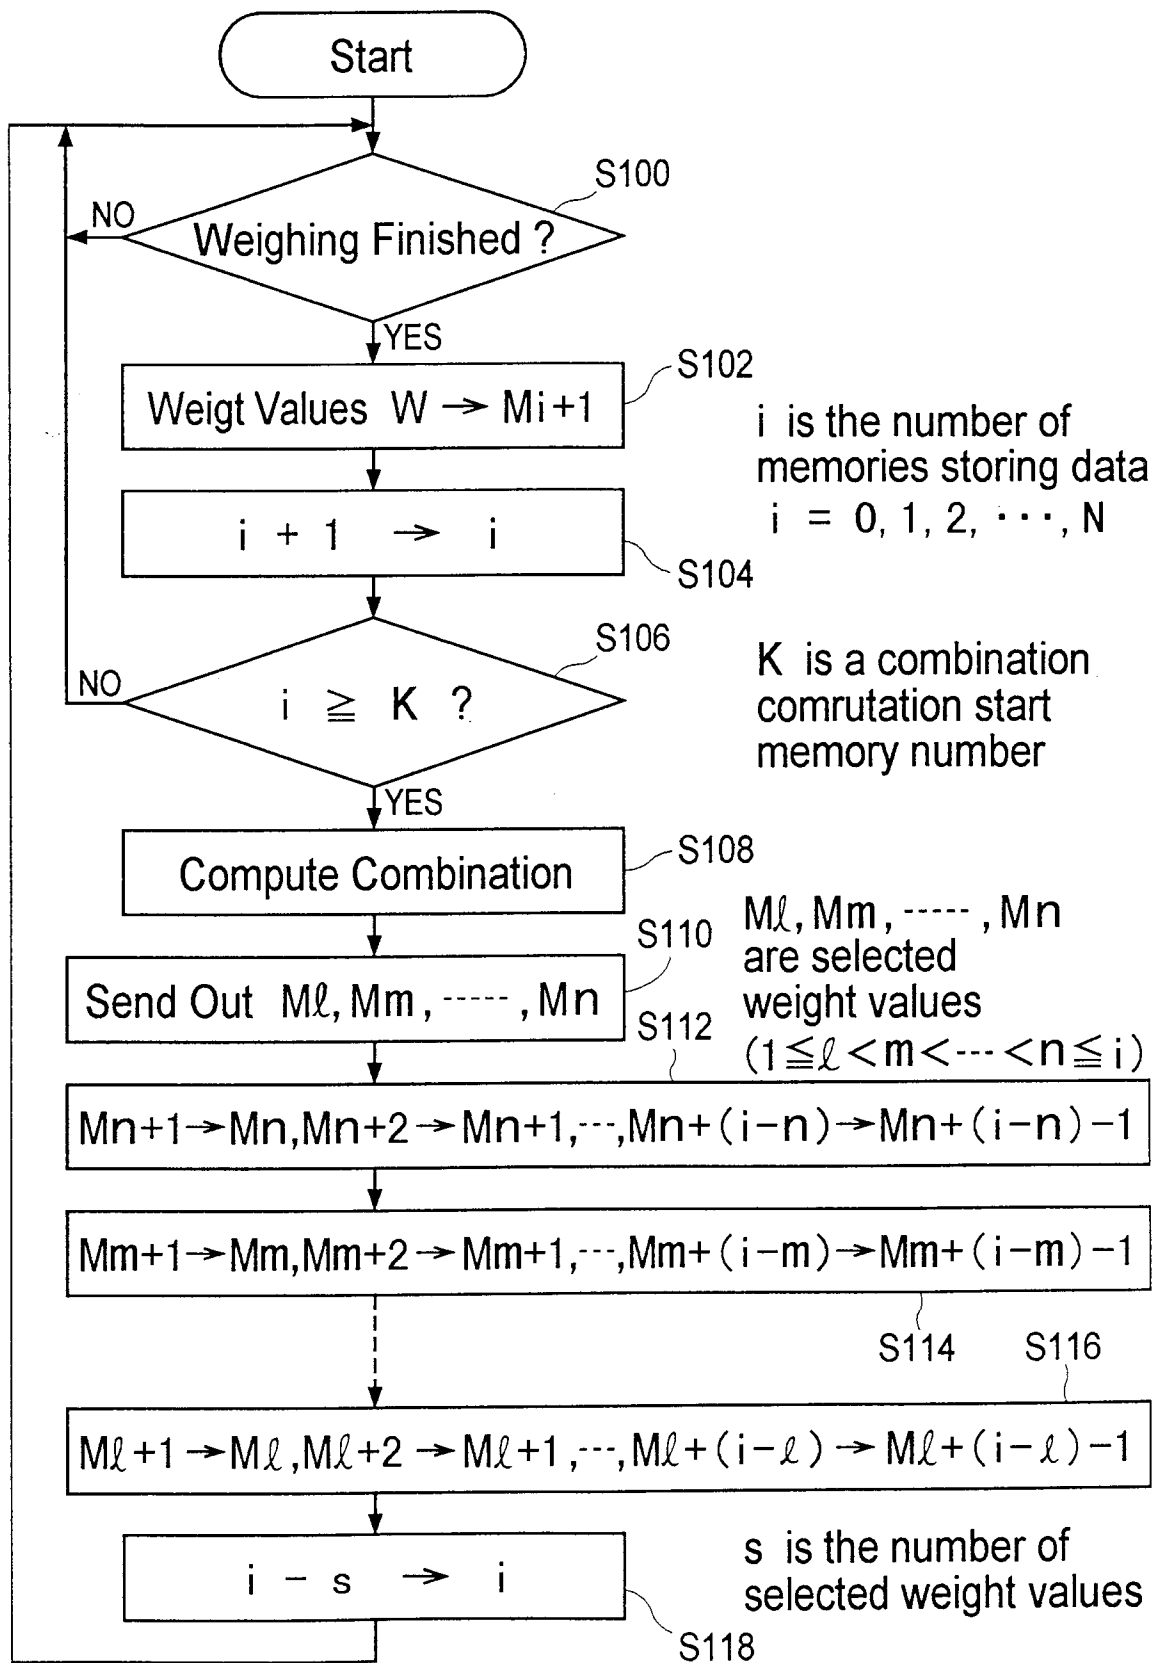 Start
S100
NO
Weighing Finished ?
YES
S102
Weigt Values W → Mi+1
i is the number of
memories storing data
i = 0, 1, 2, ･･･, N
i + 1 → i
S104
S106
K is a combination
comrutation start
memory number
NO
i ≧ K ?
YES
S108
Compute Combination
Mℓ, Mm, ----- , Mn
are selected
weight values
(1≦ℓ<m<---<n≦i)
S110
Send Out Mℓ, Mm, ----- , Mn
S112
Mn+1→Mn,Mn+2→Mn+1,---,Mn+(i−n)→Mn+(i−n)−1
Mm+1→Mm,Mm+2→Mm+1,---,Mm+(i−m)→Mm+(i−m)−1
S114
S116
Mℓ+1→Mℓ,Mℓ+2→Mℓ+1,---,Mℓ+(i−ℓ)→Mℓ+(i−ℓ)−1
i − s → i
s is the number of
selected weight values
S118